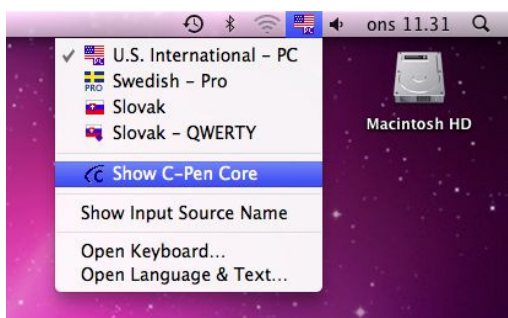 ons 11.31
U.S. International – PC
PRO Swedish – Pro
Slovak
Slovak – QWERTY
Macintosh HD
Show C-Pen Core
Show Input Source Name
Open Keyboard...
Open Language & Text...